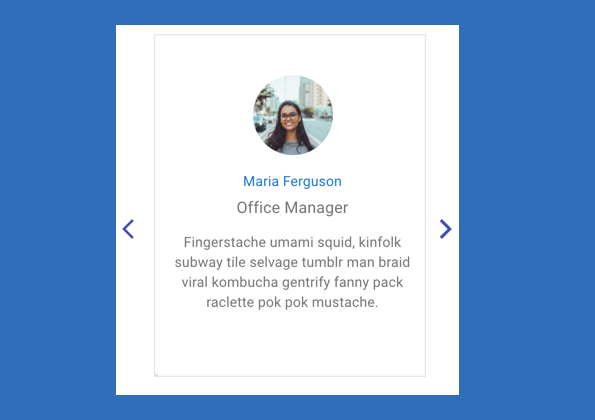 Maria Ferguson
Office Manager
Fingerstache umami squid, kinfolk
subway tile selvage tumblr man braid
viral kombucha gentrify fanny pack
raclette pok pok mustache.